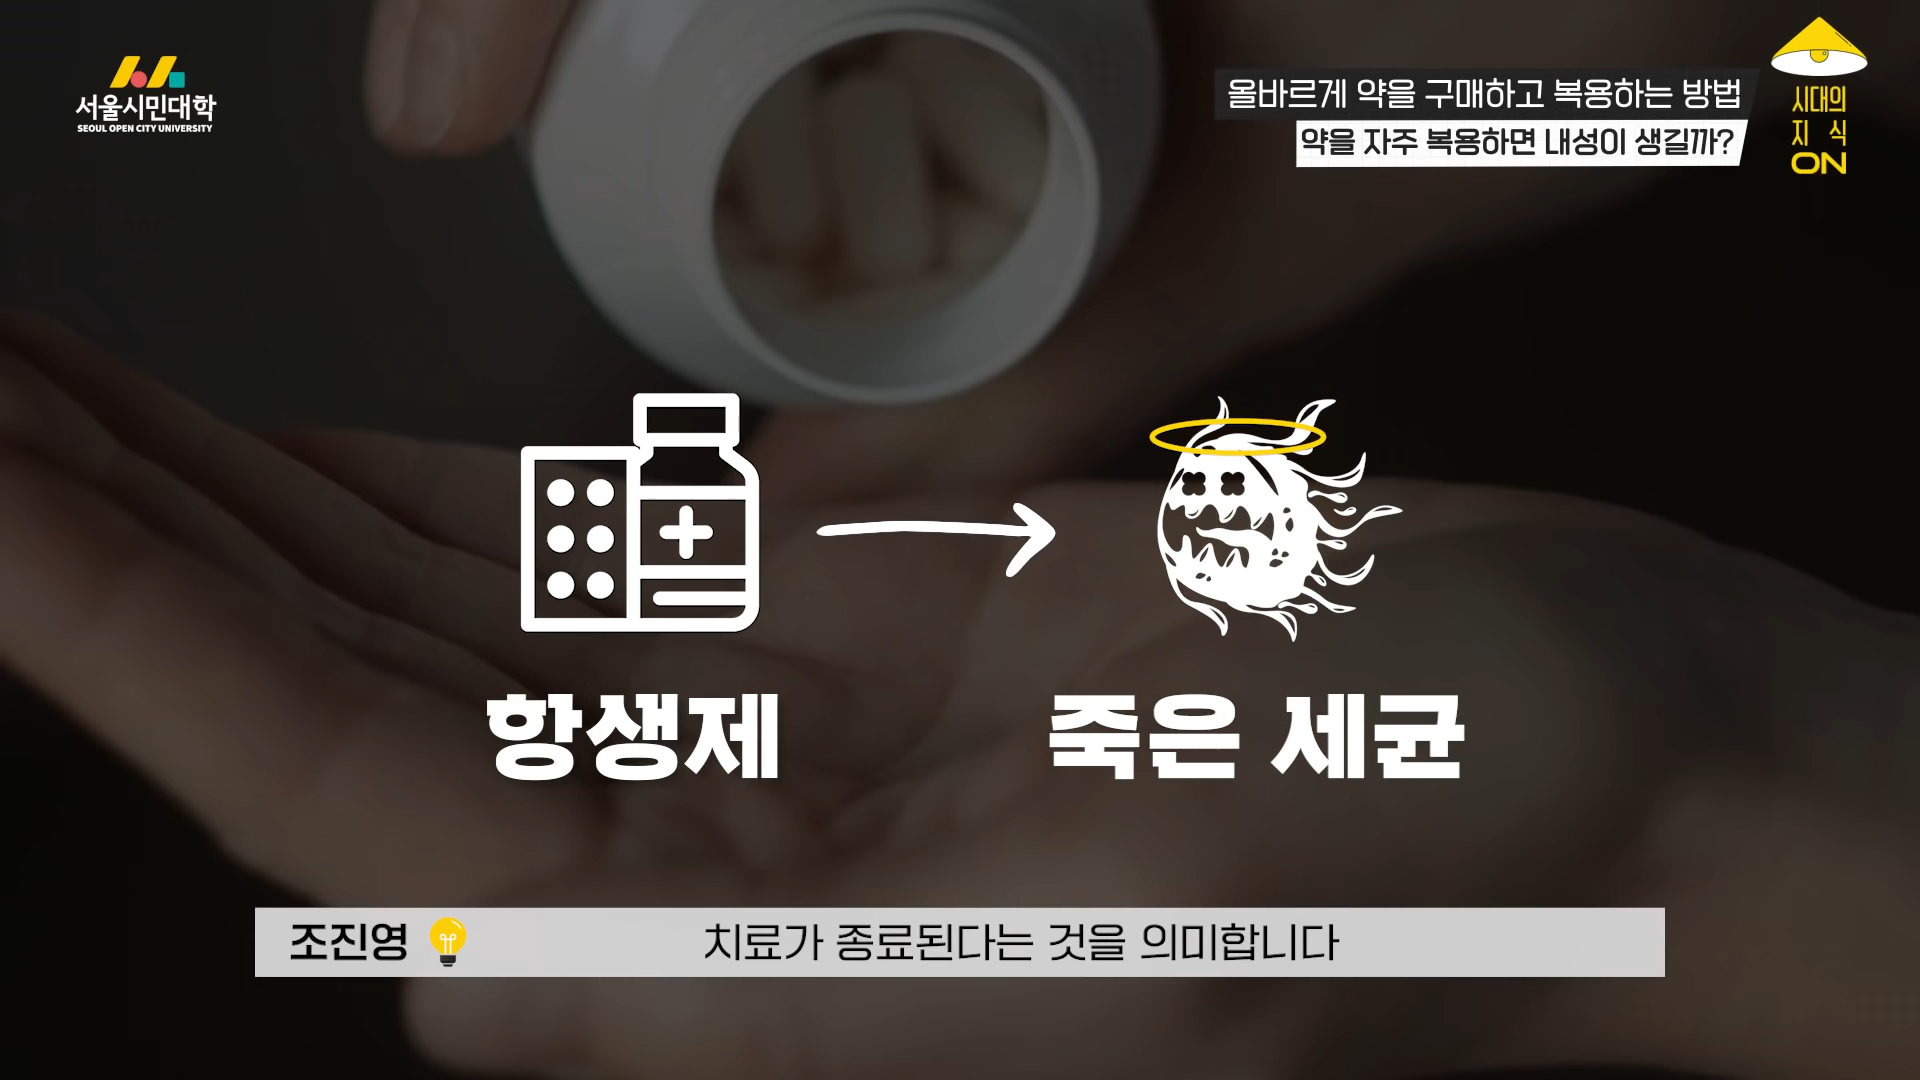 서울시민대학
SEOUL OPEN CITY UNIVERSITY
올바르게 약을 구매하고 복용하는 방법
약을 자주 복용하면 내성이 생길까?
시대의
지식
ON
항생제
죽은 세균
조진영
치료가 종료된다는 것을 의미합니다